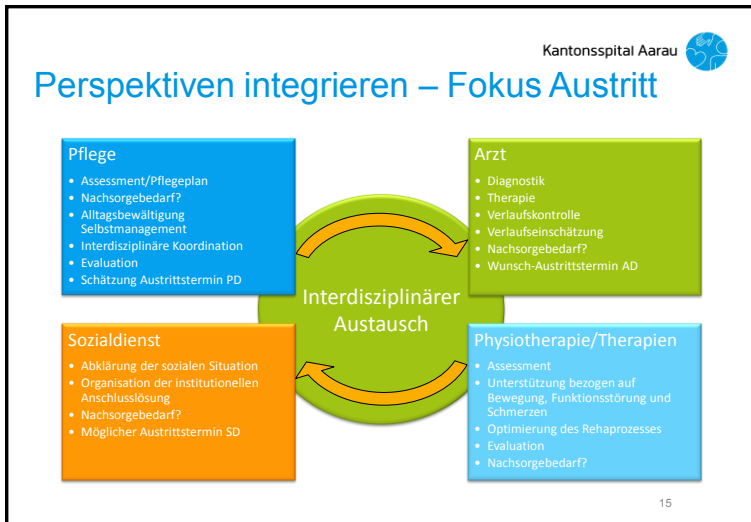 Kantonsspital Aarau
Perspektiven integrieren – Fokus Austritt
Pflege
• Assessment/Pflegeplan
• Nachsorgebedarf?
• Alltagsbewältigung
Selbstmanagement
• Interdisziplinäre Koordination
• Evaluation
• Schätzung Austrittstermin PD
Arzt
• Diagnostik
• Therapie
• Verlaufskontrolle
• Verlaufseinschätzung
• Nachsorgebedarf?
• Wunsch-Austrittstermin AD
Interdisziplinärer
Austausch
Sozialdienst
• Abklärung der sozialen Situation
• Organisation der institutionellen
Anschlusslösung
• Nachsorgebedarf?
• Möglicher Austrittstermin SD
Physiotherapie/Therapien
• Assessment
• Unterstützung bezogen auf
Bewegung, Funktionsstörung und
Schmerzen
• Optimierung des Rehaprozesses
• Evaluation
• Nachsorgebedarf?
15